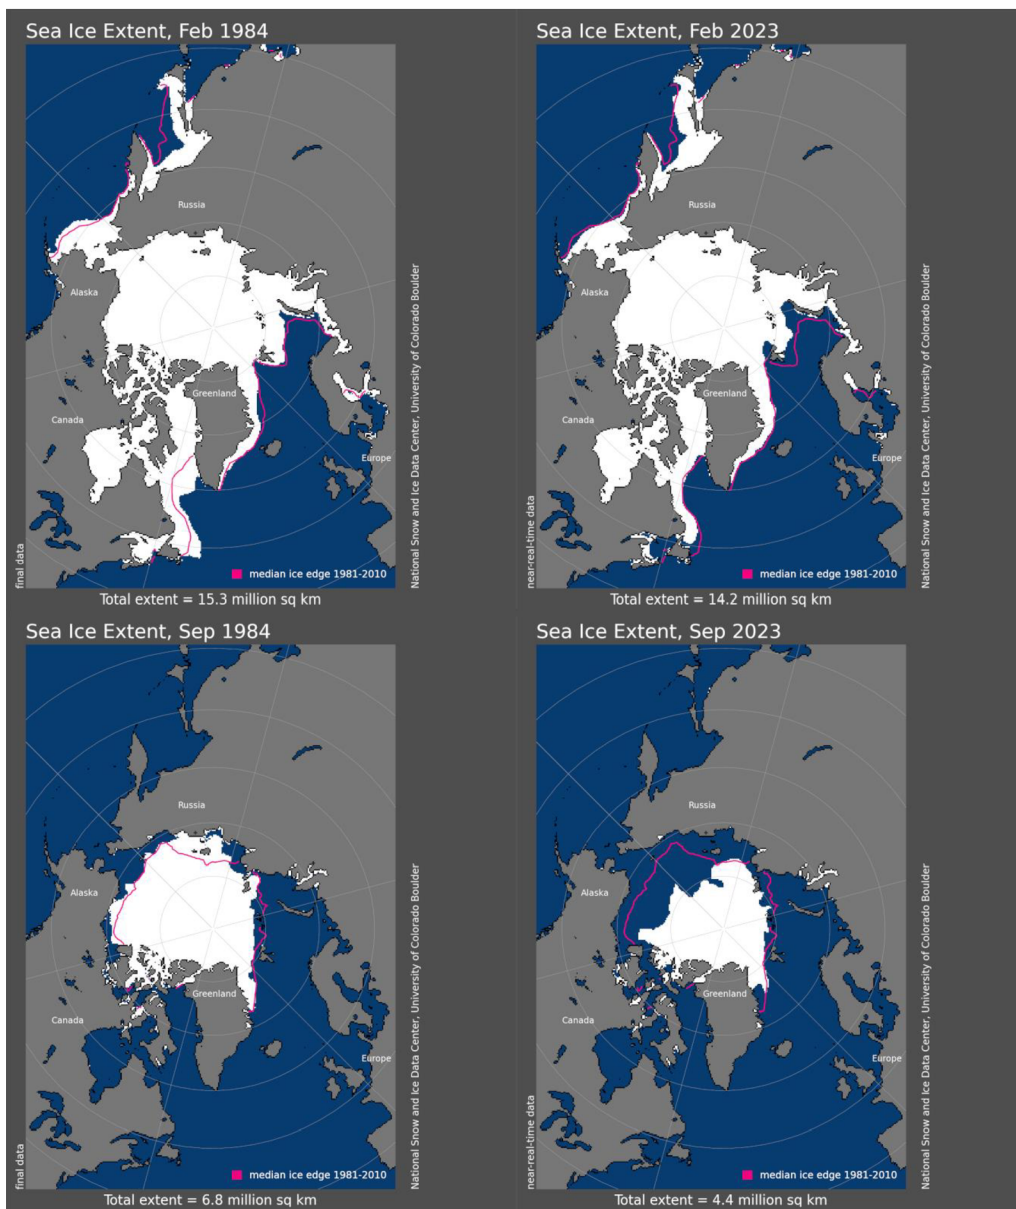 Sea Ice Extent, Feb 1984
Russia
Alaska
Greenland
Canada
Europe
final data
National Snow and Ice Data Center, University of Colorado Boulder
median ice edge 1981-2010
Total extent = 15.3 million sq km
Sea Ice Extent, Feb 2023
Russia
Alaska
Greenland
Canada
Europe
near-real-time data
National Snow and Ice Data Center, University of Colorado Boulder
median ice edge 1981-2010
Total extent = 14.2 million sq km
Sea Ice Extent, Sep 1984
Russia
Alaska
Greenland
Canada
Europe
final data
National Snow and Ice Data Center, University of Colorado Boulder
median ice edge 1981-2010
Total extent = 6.8 million sq km
Sea Ice Extent, Sep 2023
Russia
Alaska
Greenland
Canada
Europe
near-real-time data
National Snow and Ice Data Center, University of Colorado Boulder
median ice edge 1981-2010
Total extent = 4.4 million sq km